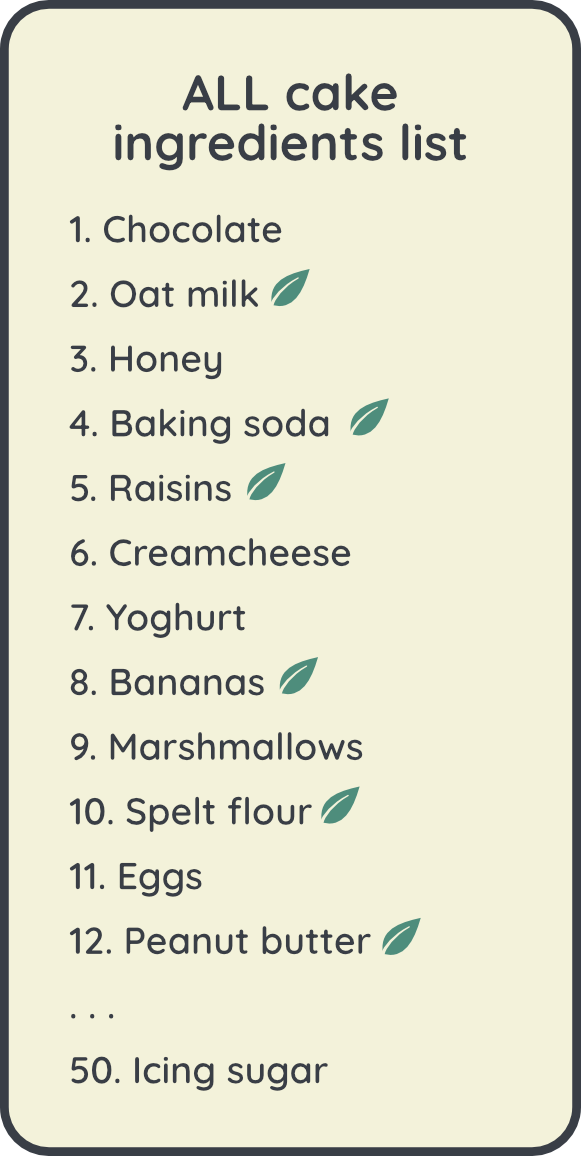 ALL cake
ingredients list
1. Chocolate
2. Oat milk
3. Honey
4. Baking soda
5. Raisins
6. Creamcheese
7. Yoghurt
8. Bananas
9. Marshmallows
10. Spelt flour
11. Eggs
12. Peanut butter
. . .
50. Icing sugar